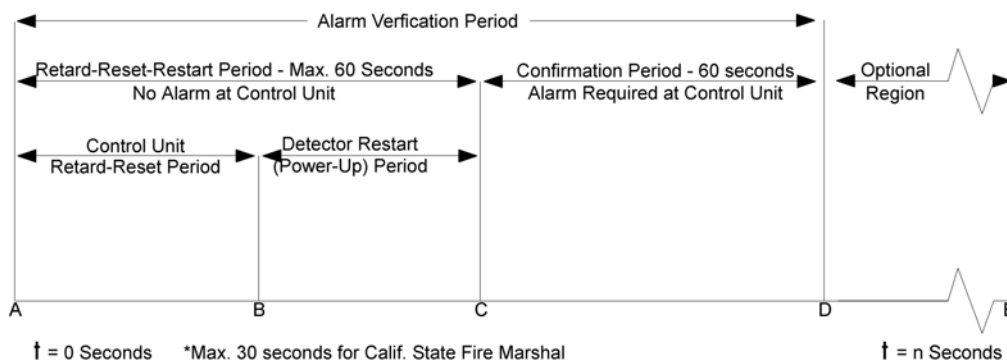 Alarm Verfication Period
Retard-Reset-Restart Period - Max. 60 Seconds
No Alarm at Control Unit
Confirmation Period - 60 seconds
Alarm Required at Control Unit
Optional
Region
Control Unit
Retard-Reset Period
Detector Restart
(Power-Up) Period
A
B
C
D
E
t = 0 Seconds
*Max. 30 seconds for Calif. State Fire Marshal
t = n Seconds